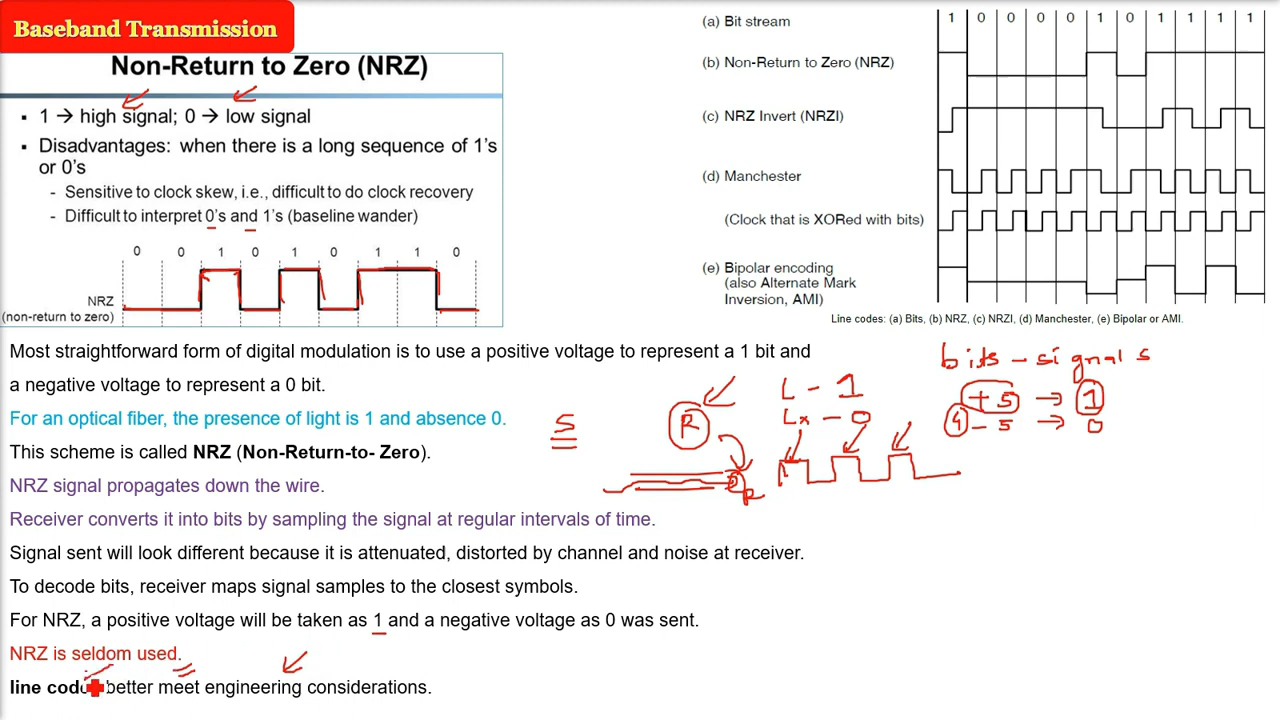 Baseband Transmission
Non-Return to Zero (NRZ)
▪ 1 → high signal; 0 → low signal
▪ Disadvantages: when there is a long sequence of 1's
or 0's
- Sensitive to clock skew, i.e., difficult to do clock recovery
- Difficult to interpret 0's and 1's (baseline wander)
0 0 1 0 1 0 1 1 0
NRZ
(non-return to zero)
(a) Bit stream 1 0 0 0 0 1 0 1 1 1 1
(b) Non-Return to Zero (NRZ)
(c) NRZ Invert (NRZI)
(d) Manchester
(Clock that is XORed with bits)
(e) Bipolar encoding
(also Alternate Mark
Inversion, AMI)
Line codes: (a) Bits, (b) NRZ, (c) NRZI, (d) Manchester, (e) Bipolar or AMI.
Most straightforward form of digital modulation is to use a positive voltage to represent a 1 bit and
a negative voltage to represent a 0 bit.
For an optical fiber, the presence of light is 1 and absence 0.
This scheme is called NRZ (Non-Return-to- Zero).
NRZ signal propagates down the wire.
Receiver converts it into bits by sampling the signal at regular intervals of time.
Signal sent will look different because it is attenuated, distorted by channel and noise at receiver.
To decode bits, receiver maps signal samples to the closest symbols.
For NRZ, a positive voltage will be taken as 1 and a negative voltage as 0 was sent.
NRZ is seldom used.
line better meet engineering considerations.
S
R
R
L - 1
Lx - 0
bits - signals
+5 → 1
4 -5 → 0